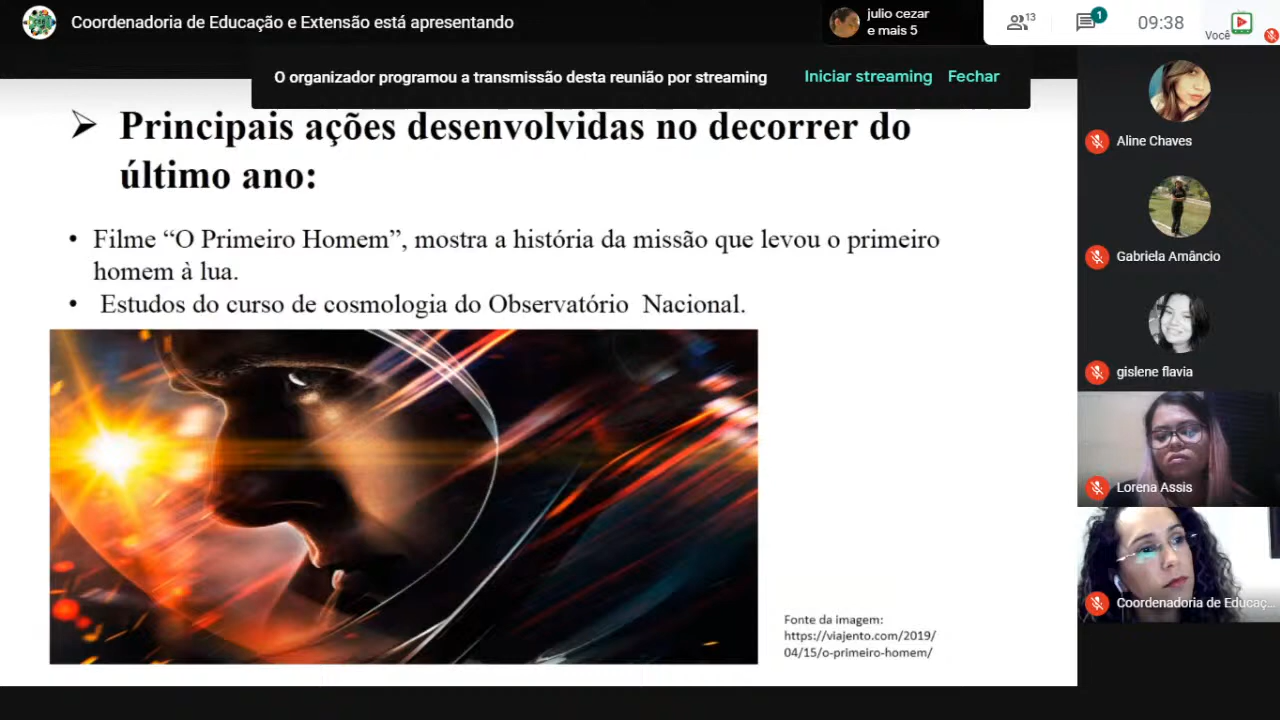 Coordenadoria de Educação e Extensão está apresentando
julio cezar
e mais 5
13
1
09:38
Você
O organizador programou a transmissão desta reunião por streaming
Iniciar streaming
Fechar
➢ Principais ações desenvolvidas no decorrer do
último ano:
• Filme “O Primeiro Homem”, mostra a história da missão que levou o primeiro
homem à lua.
• Estudos do curso de cosmologia do Observatório Nacional.
Fonte da imagem:
https://viajento.com/2019/
04/15/o-primeiro-homem/
Aline Chaves
Gabriela Amâncio
gislene flavia
Lorena Assis
Coordenadoria de Educaç...